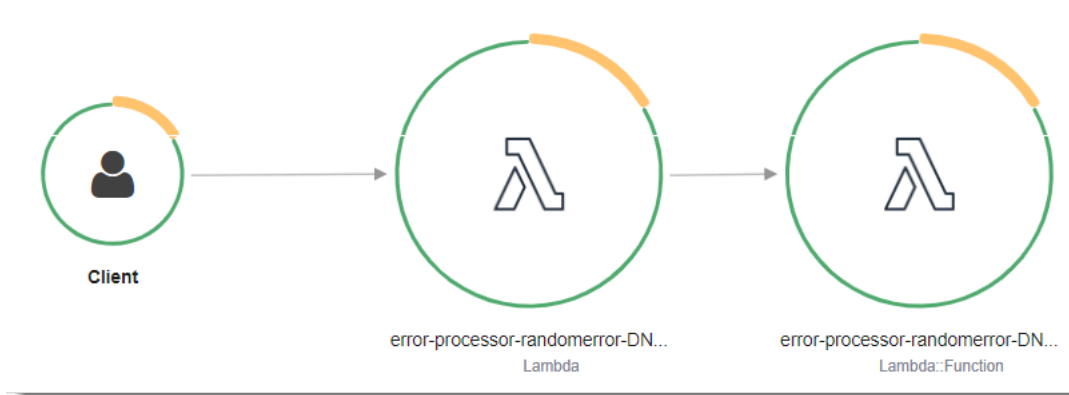 Client
error-processor-randomerror-DN...
Lambda
error-processor-randomerror-DN...
Lambda::Function